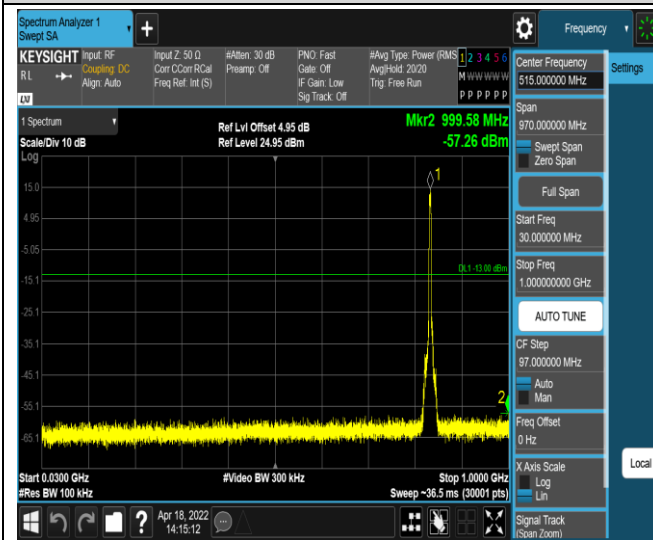 Spectrum Analyzer 1
Swept SA
+
Frequency
KEYSIGHT
RL
LXI
Input: RF
Coupling: DC
Align: Auto
Input Z: 50 Ω
Corr CCorr RCal
Freq Ref: Int (S)
#Atten: 30 dB
Preamp: Off
PNO: Fast
Gate: Off
IF Gain: Low
Sig Track: Off
#Avg Type: Power (RMS
Avg|Hold: 20/20
Trig: Free Run
1 2 3 4 5 6
M W W W W W
P P P P P P
1 Spectrum
Scale/Div 10 dB
Log
Ref Lvl Offset 4.95 dB
Ref Level 24.95 dBm
Mkr2 999.58 MHz
-57.26 dBm
15.0
4.95
-5.05
-15.1
-25.1
-35.1
-45.1
-55.1
-65.1
1
DL1 -13.00 dBm
2
Start 0.0300 GHz
#Res BW 100 kHz
#Video BW 300 kHz
Stop 1.0000 GHz
Sweep ~36.5 ms (30001 pts)
?
Apr 18, 2022
14:15:12
Center Frequency
515.000000 MHz
Span
970.000000 MHz
Swept Span
Zero Span
Full Span
Start Freq
30.000000 MHz
Stop Freq
1.000000000 GHz
AUTO TUNE
CF Step
97.000000 MHz
Auto
Man
Freq Offset
0 Hz
X Axis Scale
Log
Lin
Signal Track
(Span Zoom)
Settings
Local